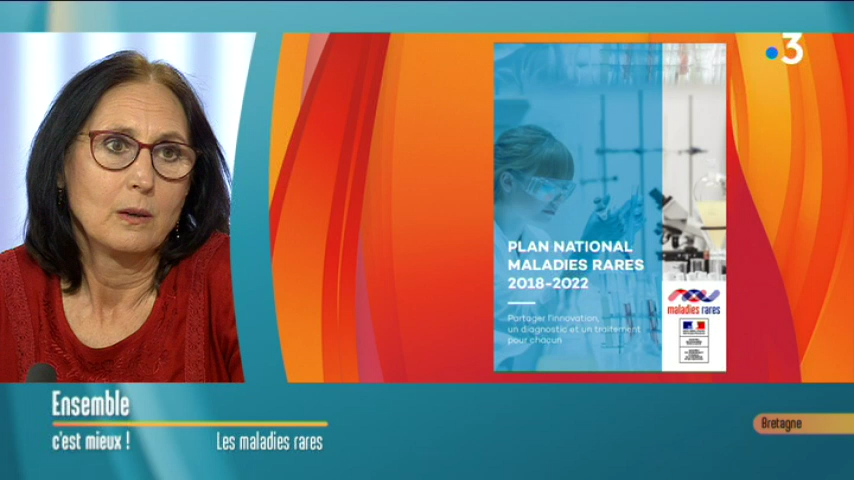 3
PLAN NATIONAL
MALADIES RARES
2018-2022
Partager l'innovation,
un diagnostic et un traitement
pour chacun
maladies rares
Ensemble
c'est mieux !
Les maladies rares
Bretagne